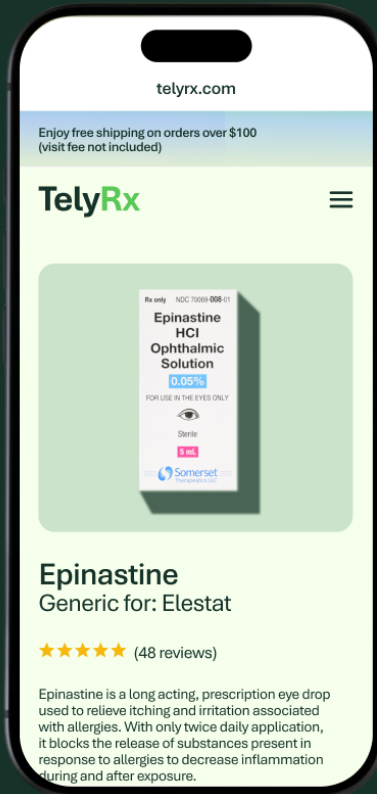 telyrx.com
Enjoy free shipping on orders over $100
(visit fee not included)
TelyRx
Rx only NDC 70069-008-01
Epinastine
HCl
Ophthalmic
Solution
0.05%
FOR USE IN THE EYES ONLY
Sterile
5 mL
Somerset
Therapeutics LLC
Epinastine
Generic for: Elestat
(48 reviews)
Epinastine is a long acting, prescription eye drop
used to relieve itching and irritation associated
with allergies. With only twice daily application,
it blocks the release of substances present in
response to allergies to decrease inflammation
during and after exposure.